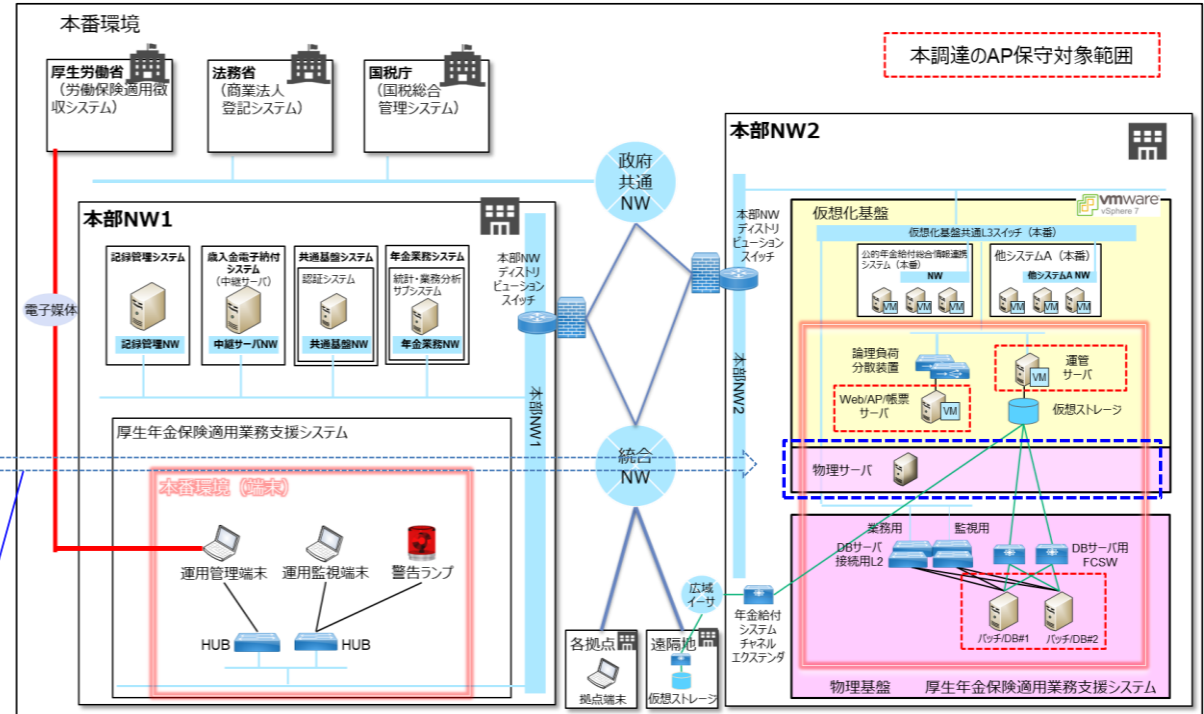 本番環境
本調達のAP保守対象範囲
厚生労働省
（労働保険適用徴
収システム）
法務省
（商業法人
登記システム）
国税庁
（国税総合
管理システム）
政府
共通
NW
電子媒体
本部NW1
記録管理システム
記録管理NW
歳入金電子納付
システム
（中継サーバ）
中継サーバNW
共通基盤システム
認証システム
共通基盤NW
年金業務システム
統計・業務分析
サブシステム
年金業務NW
本部NW
ディストリ
ビューション
スイッチ
本部NW1
厚生年金保険適用業務支援システム
本番環境（端末）
運用管理端末
運用監視端末
警告ランプ
HUB
HUB
統合
NW
各拠点
拠点端末
遠隔地
仮想ストレージ
広域
イーサ
年金給付
システム
チャネル
エクステンダ
本部NW2
本部NW
ディストリ
ビューション
スイッチ
本部NW2
仮想化基盤
vmware
vSphere 7
仮想化基盤共通L3スイッチ（本番）
公的年金給付総合情報連携
システム（本番）
NW
VM
VM
VM
他システムA（本番）
他システムA NW
VM
VM
VM
論理負荷
分散装置
Web/AP/帳票
サーバ
VM
運管
サーバ
VM
仮想ストレージ
物理サーバ
業務用
監視用
DBサーバ
接続用L2
DBサーバ用
FCSW
バッチ/DB#1
バッチ/DB#2
物理基盤
厚生年金保険適用業務支援システム